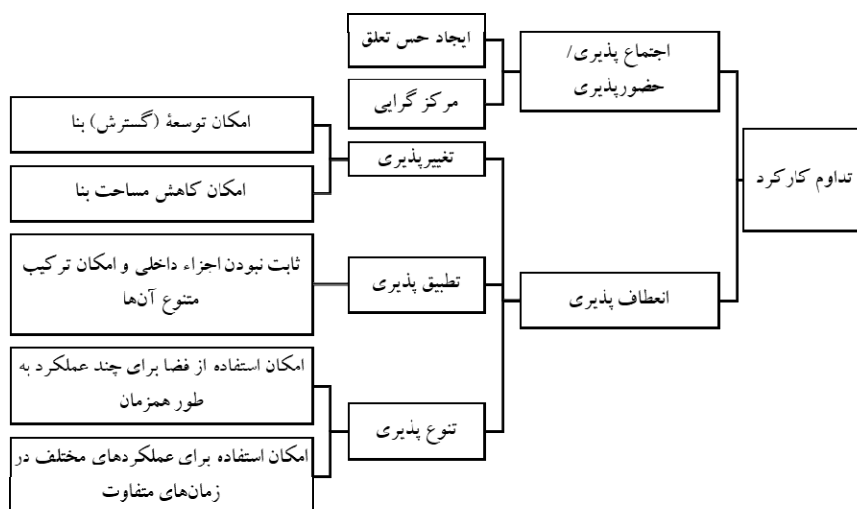 تداوم کارکرد
اجتماع پذیری/
حضورپذیری
ایجاد حس تعلق
مرکز گرایی
انعطاف پذیری
تغییرپذیری
امکان توسعهٔ (گسترش) بنا
امکان کاهش مساحت بنا
تطبیق پذیری
ثابت نبودن اجزاء داخلی و امکان ترکیب
متنوع آن‌ها
تنوع پذیری
امکان استفاده از فضا برای چند عملکرد به
طور همزمان
امکان استفاده برای عملکردهای مختلف در
زمان‌های متفاوت